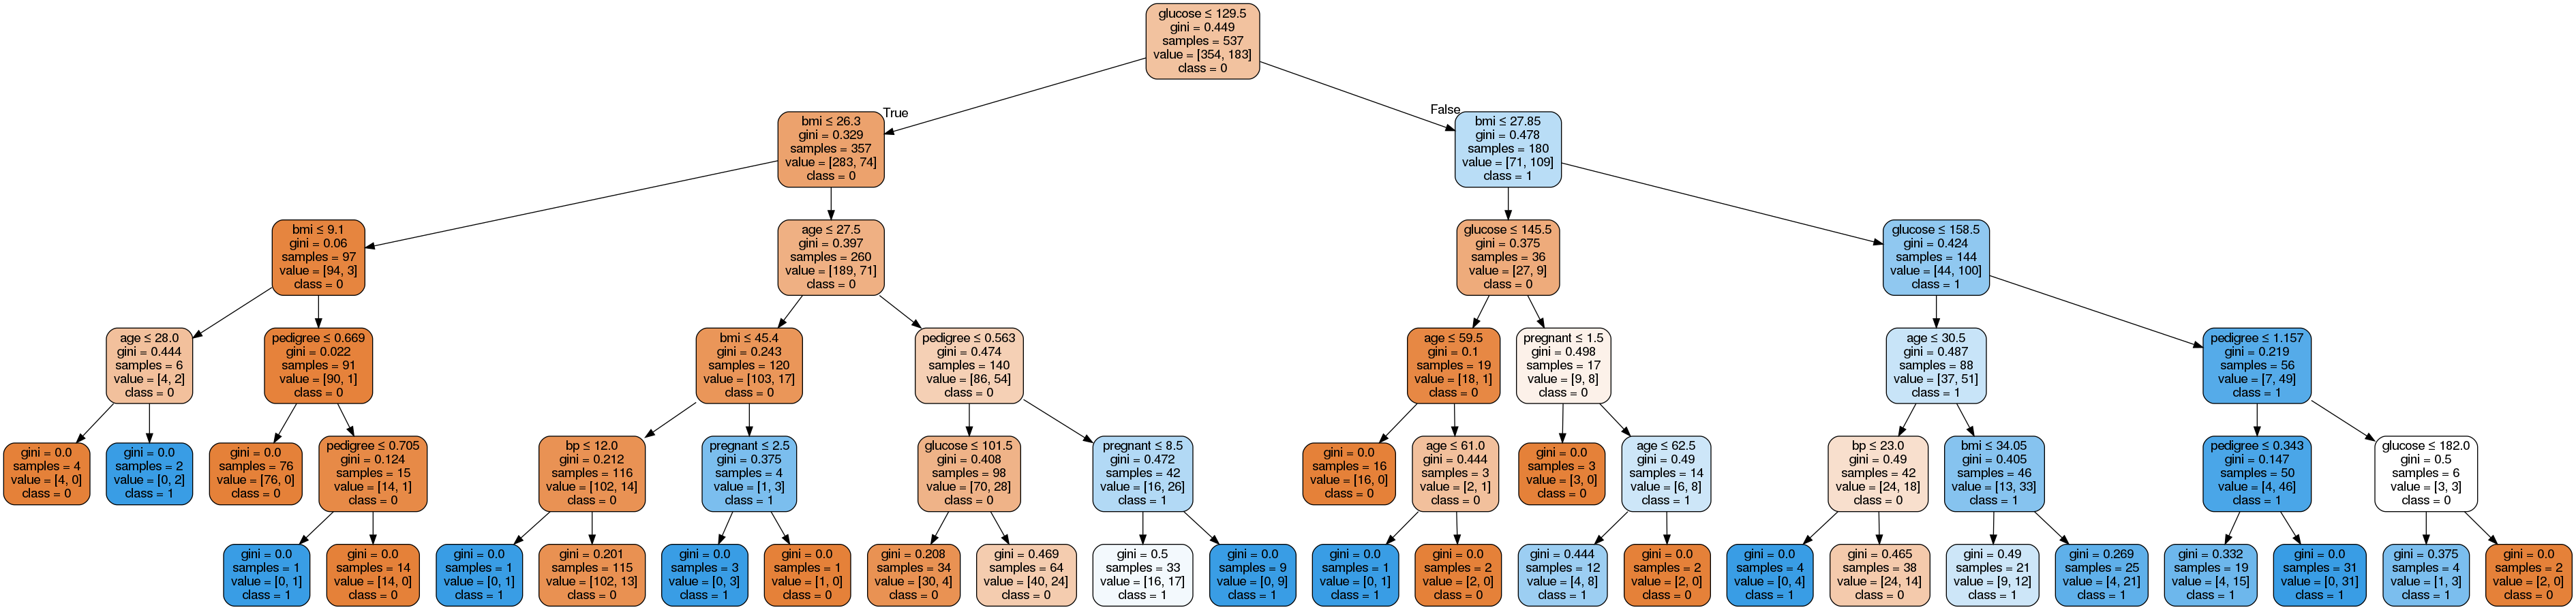 glucose ≤ 129.5
gini = 0.449
samples = 537
value = [354, 183]
class = 0
True
False
bmi ≤ 26.3
gini = 0.329
samples = 357
value = [283, 74]
class = 0
bmi ≤ 27.85
gini = 0.478
samples = 180
value = [71, 109]
class = 1
bmi ≤ 9.1
gini = 0.06
samples = 97
value = [94, 3]
class = 0
age ≤ 27.5
gini = 0.397
samples = 260
value = [189, 71]
class = 0
glucose ≤ 145.5
gini = 0.375
samples = 36
value = [27, 9]
class = 0
glucose ≤ 158.5
gini = 0.424
samples = 144
value = [44, 100]
class = 1
age ≤ 28.0
gini = 0.444
samples = 6
value = [4, 2]
class = 0
pedigree ≤ 0.669
gini = 0.022
samples = 91
value = [90, 1]
class = 0
bmi ≤ 45.4
gini = 0.243
samples = 120
value = [103, 17]
class = 0
pedigree ≤ 0.563
gini = 0.474
samples = 140
value = [86, 54]
class = 0
age ≤ 59.5
gini = 0.1
samples = 19
value = [18, 1]
class = 0
pregnant ≤ 1.5
gini = 0.498
samples = 17
value = [9, 8]
class = 0
age ≤ 30.5
gini = 0.487
samples = 88
value = [37, 51]
class = 1
pedigree ≤ 1.157
gini = 0.219
samples = 56
value = [7, 49]
class = 1
gini = 0.0
samples = 4
value = [4, 0]
class = 0
gini = 0.0
samples = 2
value = [0, 2]
class = 1
gini = 0.0
samples = 76
value = [76, 0]
class = 0
pedigree ≤ 0.705
gini = 0.124
samples = 15
value = [14, 1]
class = 0
bp ≤ 12.0
gini = 0.212
samples = 116
value = [102, 14]
class = 0
pregnant ≤ 2.5
gini = 0.375
samples = 4
value = [1, 3]
class = 1
glucose ≤ 101.5
gini = 0.408
samples = 98
value = [70, 28]
class = 0
pregnant ≤ 8.5
gini = 0.472
samples = 42
value = [16, 26]
class = 1
gini = 0.0
samples = 16
value = [16, 0]
class = 0
age ≤ 61.0
gini = 0.444
samples = 3
value = [2, 1]
class = 0
gini = 0.0
samples = 3
value = [3, 0]
class = 0
age ≤ 62.5
gini = 0.49
samples = 14
value = [6, 8]
class = 1
bp ≤ 23.0
gini = 0.49
samples = 42
value = [24, 18]
class = 0
bmi ≤ 34.05
gini = 0.405
samples = 46
value = [13, 33]
class = 1
pedigree ≤ 0.343
gini = 0.147
samples = 50
value = [4, 46]
class = 1
glucose ≤ 182.0
gini = 0.5
samples = 6
value = [3, 3]
class = 0
gini = 0.0
samples = 1
value = [0, 1]
class = 1
gini = 0.0
samples = 14
value = [14, 0]
class = 0
gini = 0.0
samples = 1
value = [0, 1]
class = 1
gini = 0.201
samples = 115
value = [102, 13]
class = 0
gini = 0.0
samples = 3
value = [0, 3]
class = 1
gini = 0.0
samples = 1
value = [1, 0]
class = 0
gini = 0.208
samples = 34
value = [30, 4]
class = 0
gini = 0.469
samples = 64
value = [40, 24]
class = 0
gini = 0.5
samples = 33
value = [16, 17]
class = 1
gini = 0.0
samples = 9
value = [0, 9]
class = 1
gini = 0.0
samples = 1
value = [0, 1]
class = 1
gini = 0.0
samples = 2
value = [2, 0]
class = 0
gini = 0.444
samples = 12
value = [4, 8]
class = 1
gini = 0.0
samples = 2
value = [2, 0]
class = 0
gini = 0.0
samples = 4
value = [0, 4]
class = 1
gini = 0.465
samples = 38
value = [24, 14]
class = 0
gini = 0.49
samples = 21
value = [9, 12]
class = 1
gini = 0.269
samples = 25
value = [4, 21]
class = 1
gini = 0.332
samples = 19
value = [4, 15]
class = 1
gini = 0.0
samples = 31
value = [0, 31]
class = 1
gini = 0.375
samples = 4
value = [1, 3]
class = 1
gini = 0.0
samples = 2
value = [2, 0]
class = 0